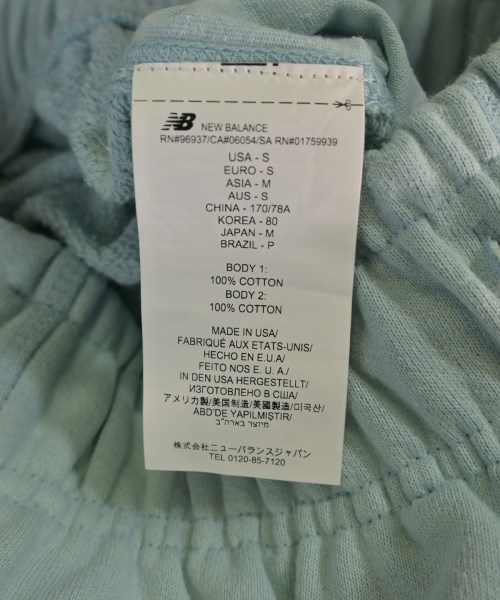 NB NEW BALANCE
RN#96937/CA#06054/SA RN#01759939
USA - S
EURO - S
ASIA - M
AUS - S
CHINA - 170/78A
KOREA - 80
JAPAN - M
BRAZIL - P
BODY 1:
100% COTTON
BODY 2:
100% COTTON
MADE IN USA/
FABRIQUÉ AUX ETATS-UNIS/
HECHO EN E.U.A/
FEITO NOS E. U. A./
IN DEN USA HERGESTELLT/
ИЗГОТОВЛЕНО В США/
アメリカ製/美国制造/美國製造/미국산/
ABD'DE YAPILMIŞTIR/
מיוצר בארה"ב
株式会社ニューバランスジャパン
TEL 0120-85-7120